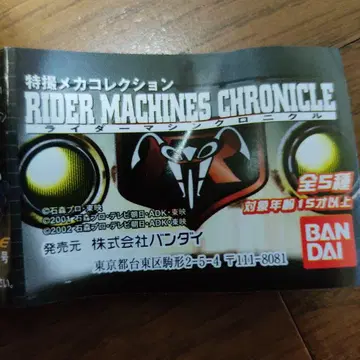 特撮メカコレクション
RIDER MACHINES CHRONICLE
ライダーマシンクロニクル
全5種
対象年齢15才以上
©石森プロ・東映
©2001 石森プロ・テレビ朝日・ADK・東映
©2002 石森プロ・テレビ朝日・ADK・東映
発売元 株式会社バンダイ
東京都台東区駒形2-5-4 〒111-8081
BAN
DAI
号